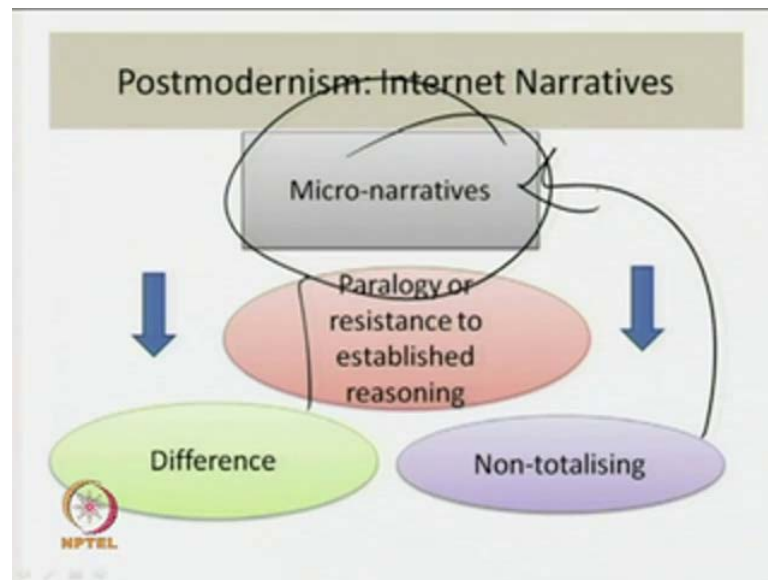 Postmodernism: Internet Narratives
Micro-narratives
Paralogy or
resistance to
established
reasoning
Difference
Non-totalising
NPTEL